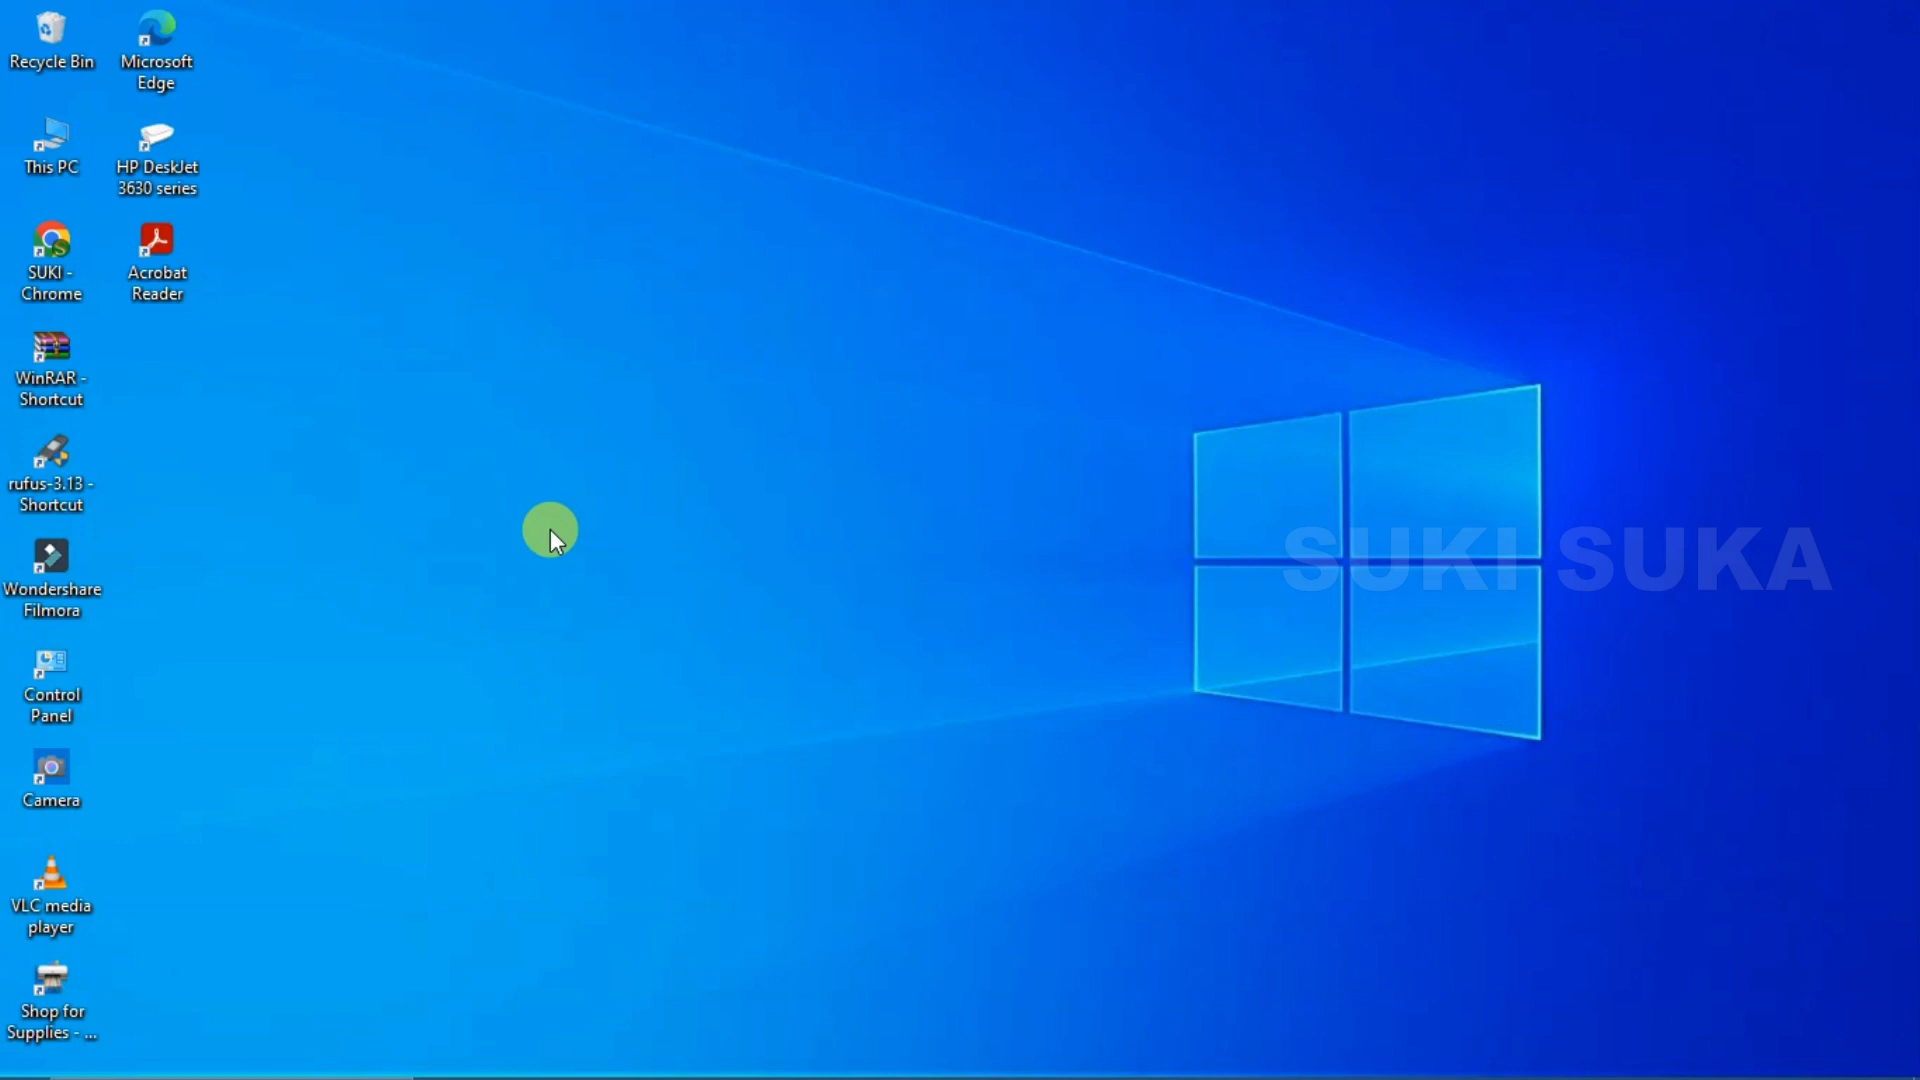 Recycle Bin
Microsoft
Edge
This PC
HP DeskJet
3630 series
SUKI -
Chrome
Acrobat
Reader
WinRAR -
Shortcut
rufus-3.13 -
Shortcut
Wondershare
Filmora
Control
Panel
Camera
VLC media
player
Shop for
Supplies - ...
SUKI SUKA